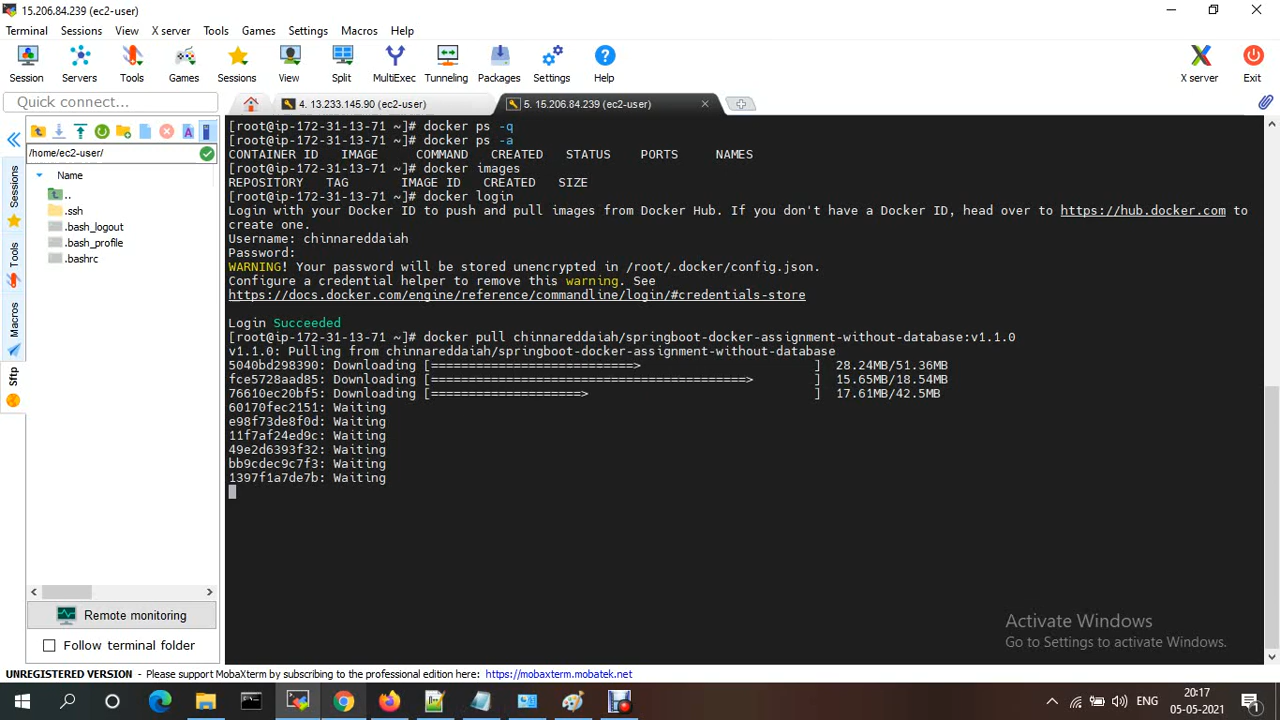 15.206.84.239 (ec2-user)
Terminal Sessions View X server Tools Games Settings Macros Help
Session Servers Tools Games Sessions View Split MultiExec Tunneling Packages Settings Help X server Exit
Quick connect...
4. 13.233.145.90 (ec2-user)
5. 15.206.84.239 (ec2-user)
/home/ec2-user/
Name
..
.ssh
.bash_logout
.bash_profile
.bashrc
Sessions
Tools
Macros
Sftp
[root@ip-172-31-13-71 ~]# docker ps -q
[root@ip-172-31-13-71 ~]# docker ps -a
CONTAINER ID IMAGE COMMAND CREATED STATUS PORTS NAMES
[root@ip-172-31-13-71 ~]# docker images
REPOSITORY TAG IMAGE ID CREATED SIZE
[root@ip-172-31-13-71 ~]# docker login
Login with your Docker ID to push and pull images from Docker Hub. If you don't have a Docker ID, head over to https://hub.docker.com to
create one.
Username: chinnareddaiah
Password:
WARNING! Your password will be stored unencrypted in /root/.docker/config.json.
Configure a credential helper to remove this warning. See
https://docs.docker.com/engine/reference/commandline/login/#credentials-store
Login Succeeded
[root@ip-172-31-13-71 ~]# docker pull chinnareddaiah/springboot-docker-assignment-without-database:v1.1.0
v1.1.0: Pulling from chinnareddaiah/springboot-docker-assignment-without-database
5040bd298390: Downloading [===========================> ] 28.24MB/51.36MB
fce5728aad85: Downloading [==========================================> ] 15.65MB/18.54MB
76610ec20bf5: Downloading [====================> ] 17.61MB/42.5MB
60170fec2151: Waiting
e98f73de8f0d: Waiting
11f7af24ed9c: Waiting
49e2d6393f32: Waiting
bb9cdec9c7f3: Waiting
1397f1a7de7b: Waiting
Remote monitoring
Follow terminal folder
Activate Windows
Go to Settings to activate Windows.
UNREGISTERED VERSION - Please support MobaXterm by subscribing to the professional edition here: https://mobaxterm.mobatek.net
ENG
20:17
05-05-2021
1